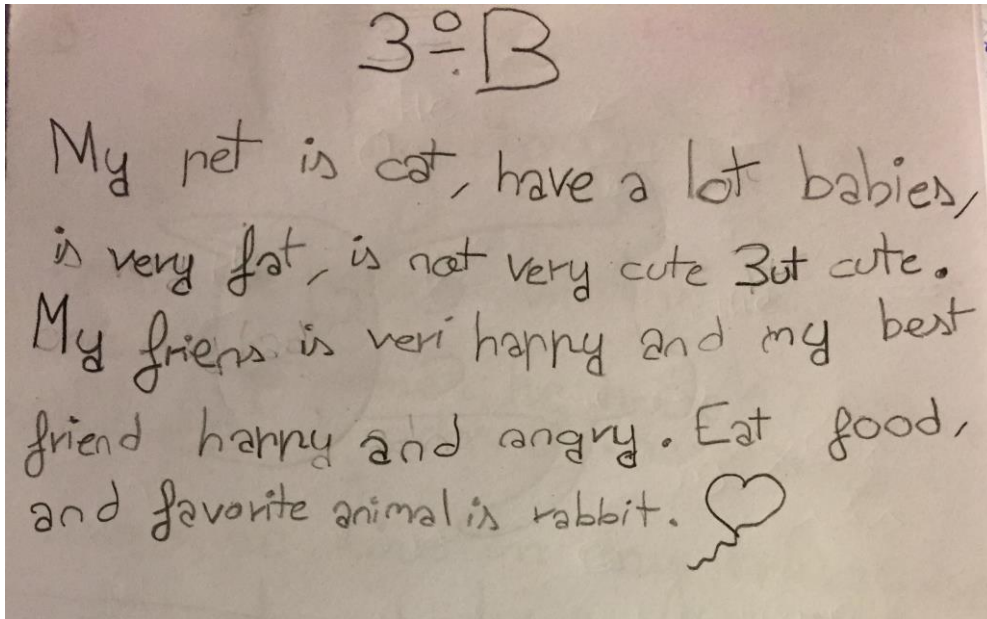 3º B
My pet is cat, have a lot babies,
is very fat, is not very cute But cute.
My friens is veri happy and my best
friend happy and angry. Eat food,
and favorite animal is rabbit.